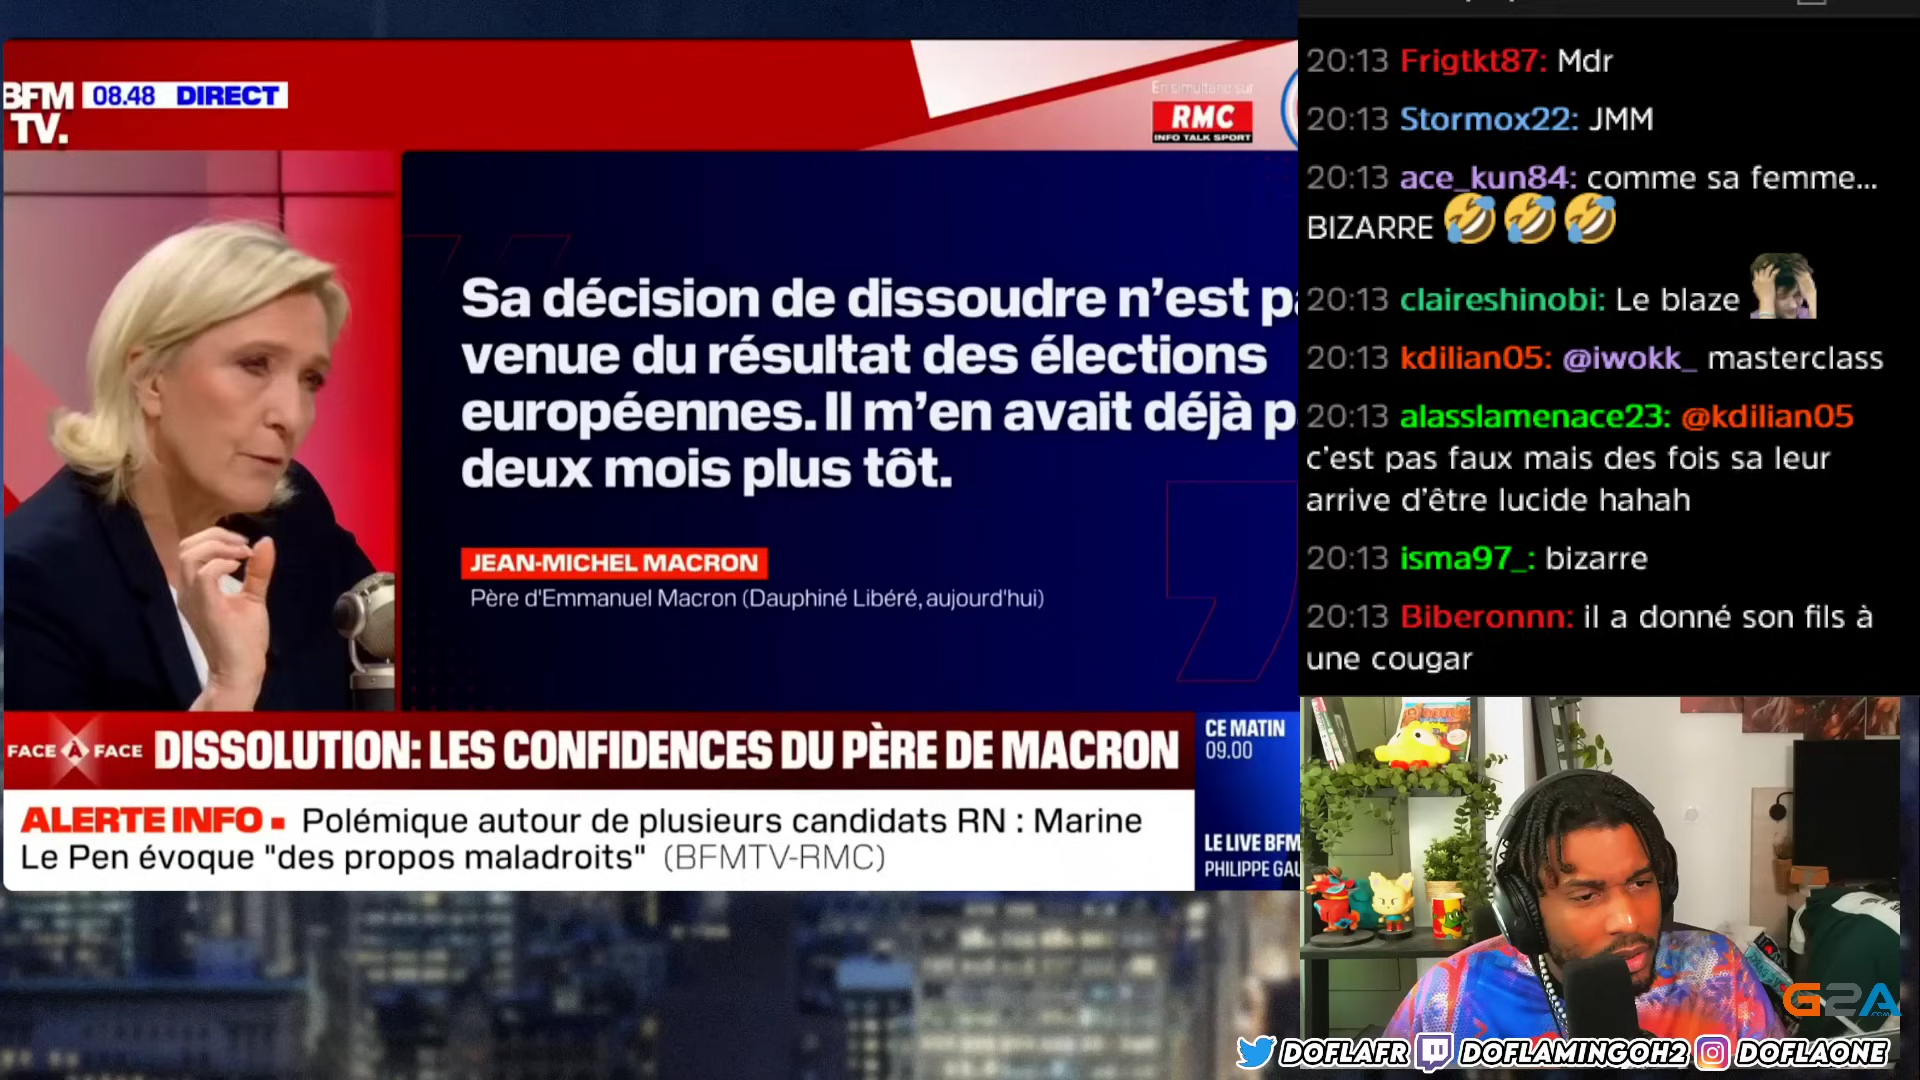 BFM
TV.
08.48 DIRECT
En simultané sur
RMC
INFO TALK SPORT
Sa décision de dissoudre n'est pa
venue du résultat des élections
européennes. Il m'en avait déjà p
deux mois plus tôt.
JEAN-MICHEL MACRON
Père d'Emmanuel Macron (Dauphiné Libéré, aujourd'hui)
FACE À FACE
DISSOLUTION: LES CONFIDENCES DU PÈRE DE MACRON
ALERTE INFO Polémique autour de plusieurs candidats RN : Marine
Le Pen évoque "des propos maladroits" (BFMTV-RMC)
CE MATIN
09.00
LE LIVE BFM
PHILIPPE GAU
20:13 Frigtkt87: Mdr
20:13 Stormox22: JMM
20:13 ace_kun84: comme sa femme...
BIZARRE 🤣🤣🤣
20:13 claireshinobi: Le blaze
20:13 kdilian05: @iwokk_ masterclass
20:13 alasslamenace23: @kdilian05
c'est pas faux mais des fois sa leur
arrive d'être lucide hahah
20:13 isma97_: bizarre
20:13 Biberonnn: il a donné son fils à
une cougar
G2A
.COM
DOFLAFR DOFLAMINGOH2 DOFLAONE